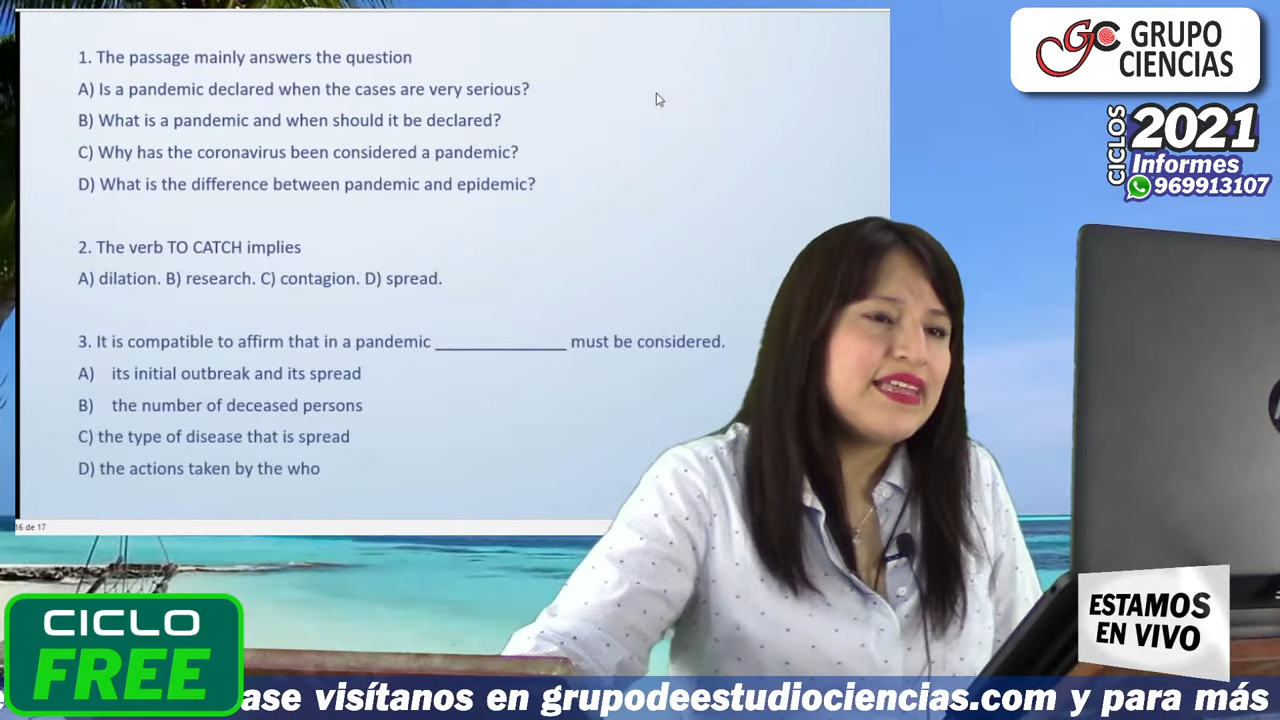 1. The passage mainly answers the question
A) Is a pandemic declared when the cases are very serious?
B) What is a pandemic and when should it be declared?
C) Why has the coronavirus been considered a pandemic?
D) What is the difference between pandemic and epidemic?
2. The verb TO CATCH implies
A) dilation. B) research. C) contagion. D) spread.
3. It is compatible to affirm that in a pandemic ______________ must be considered.
A) its initial outbreak and its spread
B) the number of deceased persons
C) the type of disease that is spread
D) the actions taken by the who
16 de 17
GC GRUPO
CIENCIAS
CICLOS
2021
Informes
969913107
ESTAMOS
EN VIVO
CICLO
FREE
ase visítanos en grupodeestudiociencias.com y para más